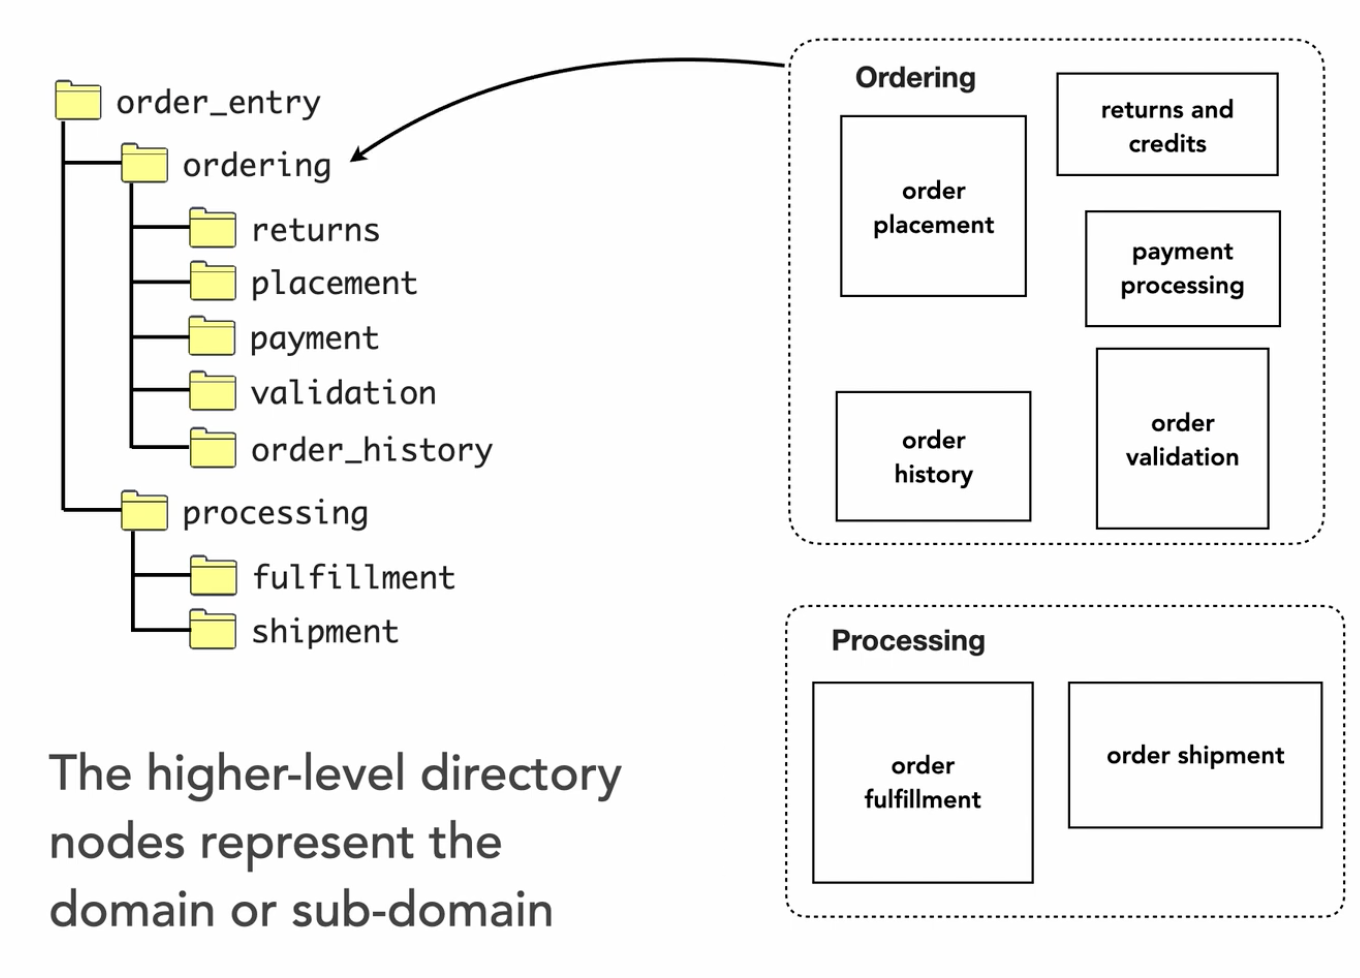 order_entry
ordering
returns
placement
payment
validation
order_history
processing
fulfillment
shipment
The higher-level directory
nodes represent the
domain or sub-domain
Ordering
order
placement
returns and
credits
payment
processing
order
history
order
validation
Processing
order
fulfillment
order shipment